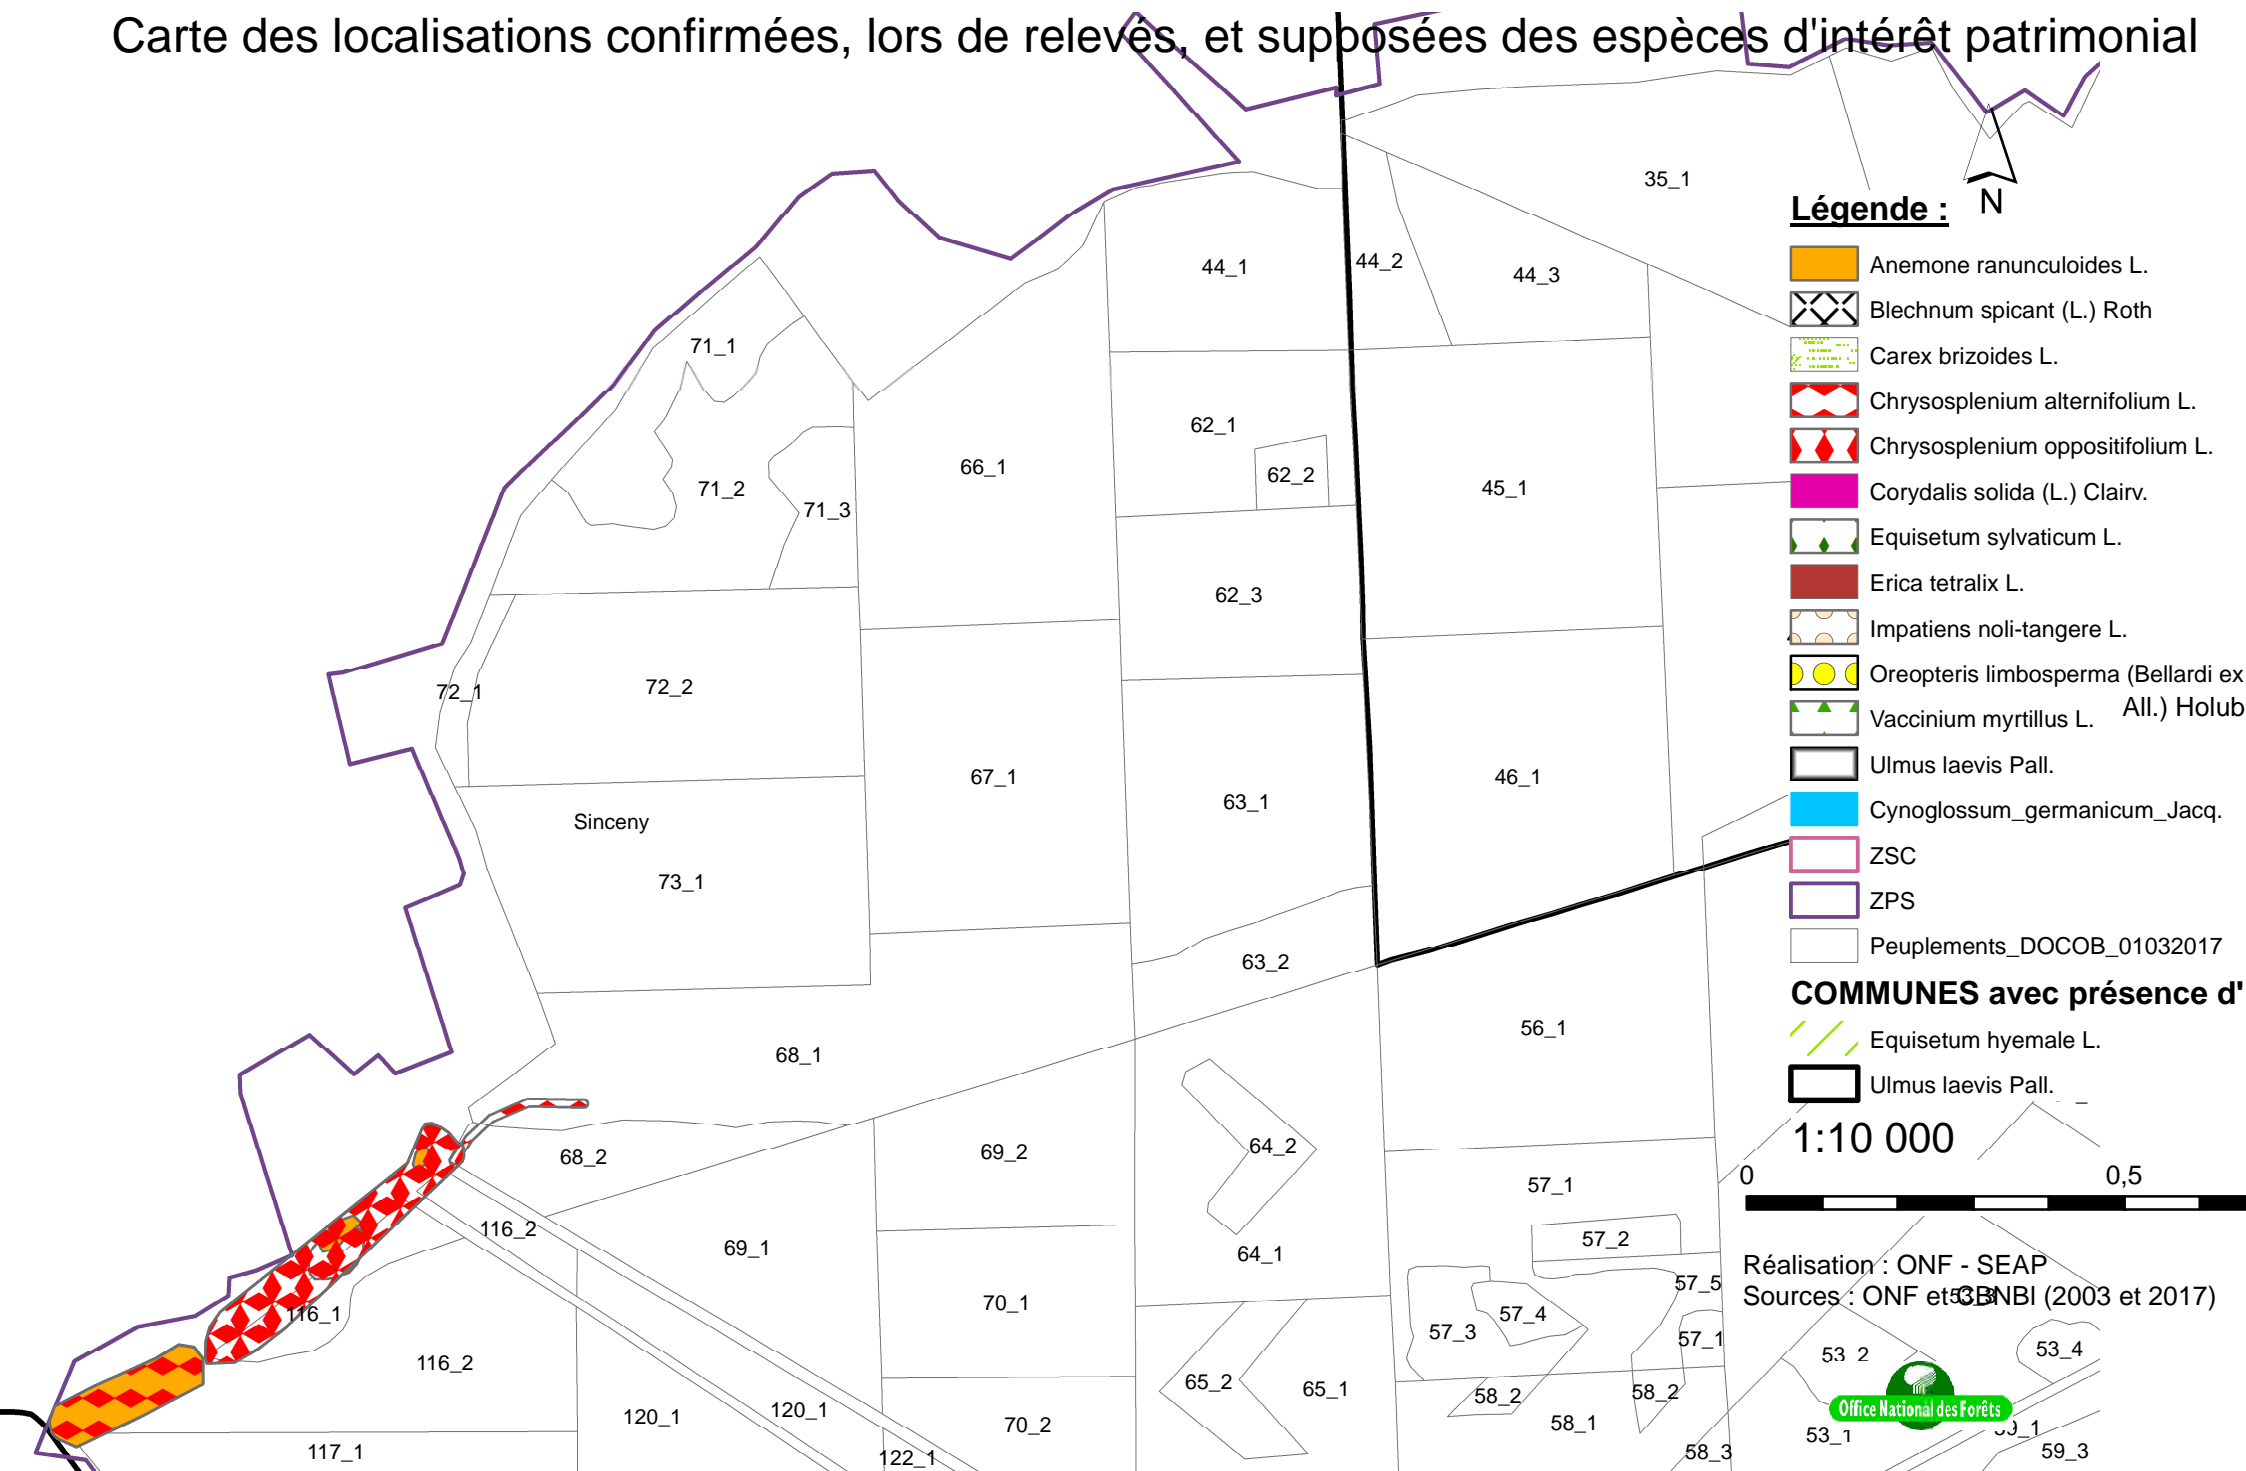 Carte des localisations confirmées, lors de relevés, et supposées des espèces d'intérêt patrimonial
35_1
N
Légende :
Anemone ranunculoides L.
Blechnum spicant (L.) Roth
Carex brizoides L.
Chrysosplenium alternifolium L.
Chrysosplenium oppositifolium L.
Corydalis solida (L.) Clairv.
Equisetum sylvaticum L.
Erica tetralix L.
Impatiens noli-tangere L.
Oreopteris limbosperma (Bellardi ex
All.) Holub
Vaccinium myrtillus L.
Ulmus laevis Pall.
Cynoglossum_germanicum_Jacq.
ZSC
ZPS
Peuplements_DOCOB_01032017
COMMUNES avec présence d'
Equisetum hyemale L.
Ulmus laevis Pall.
1:10 000
0 0,5
Réalisation : ONF - SEAP
Sources : ONF et CBNBl (2003 et 2017)
Office National des Forêts
44_1
44_2
44_3
71_1
62_1
62_2
66_1
71_2
71_3
45_1
62_3
72_1
72_2
67_1
63_1
46_1
Sinceny
73_1
63_2
68_1
56_1
68_2
69_2
64_2
57_1
116_2
69_1
64_1
57_2
57_5
70_1
57_4
57_3
57_1
116_1
116_2
53_2
53_4
65_2
65_1
58_2
58_2
120_1
120_1
70_2
58_1
53_1
59_3
117_1
122_1
58_3